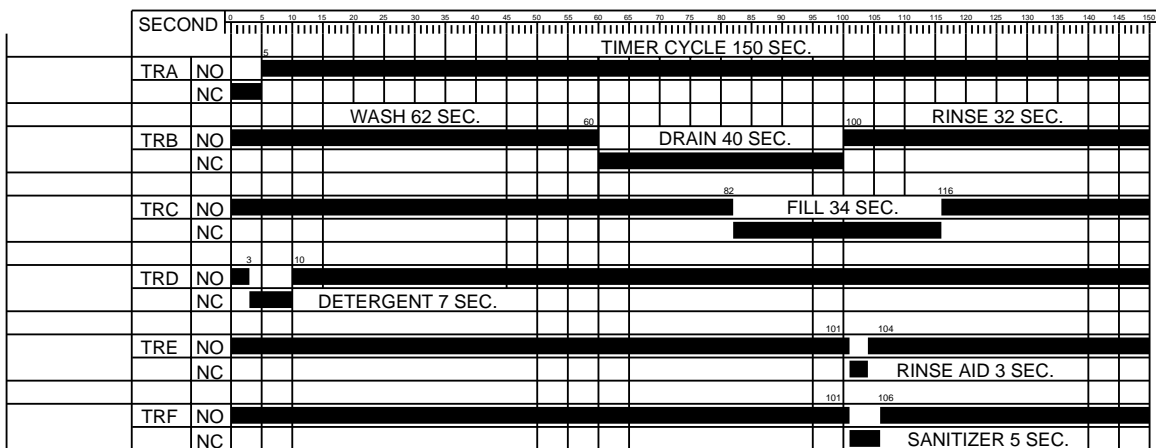 SECOND 0 5 10 15 20 25 30 35 40 45 50 55 60 65 70 75 80 85 90 95 100 105 110 115 120 125 130 135 140 145 150
5 TIMER CYCLE 150 SEC.
TRA NO
NC
WASH 62 SEC. 60 100 RINSE 32 SEC.
TRB NO DRAIN 40 SEC.
NC
82 116
TRC NO FILL 34 SEC.
NC
3 10
TRD NO
NC DETERGENT 7 SEC.
101 104
TRE NO
NC RINSE AID 3 SEC.
101 106
TRF NO
NC SANITIZER 5 SEC.